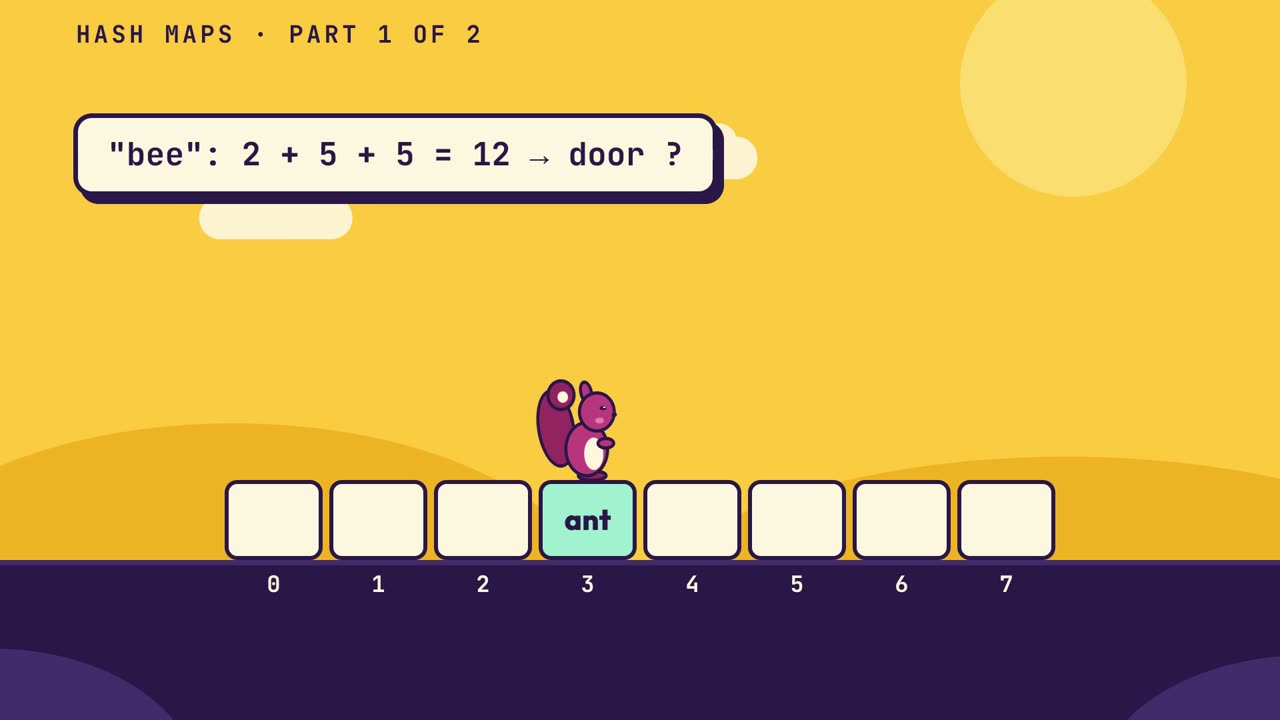 HASH MAPS · PART 1 OF 2
"bee": 2 + 5 + 5 = 12 → door ?
ant
0 1 2 3 4 5 6 7